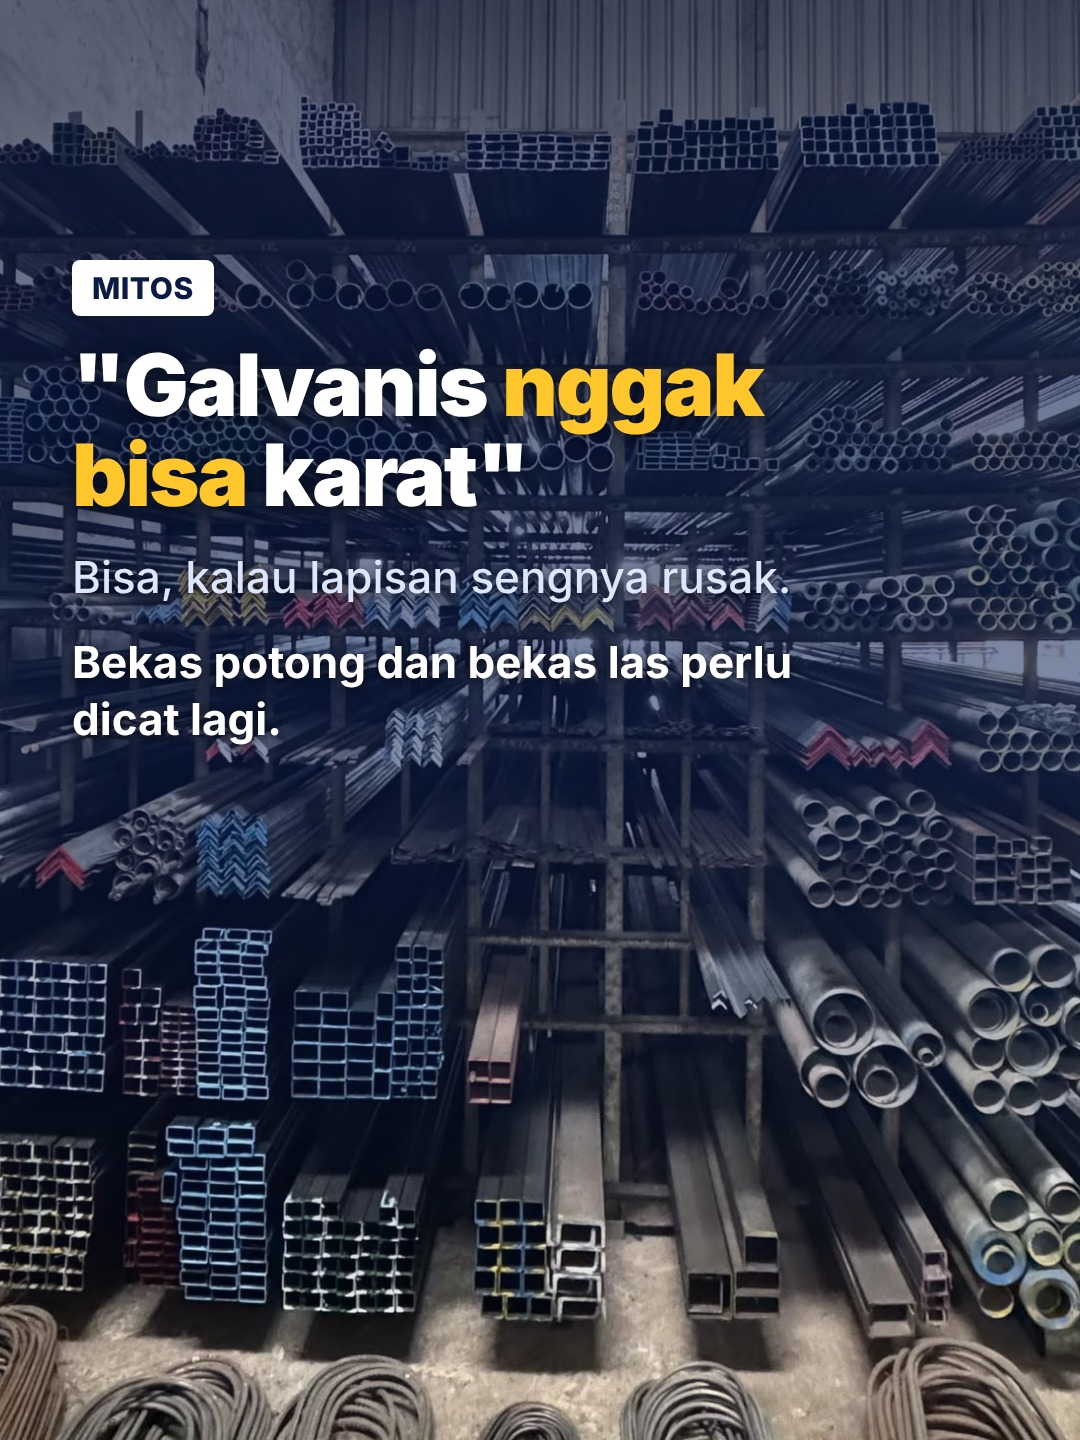 MITOS
"Galvanis nggak
bisa karat"
Bisa, kalau lapisan sengnya rusak.
Bekas potong dan bekas las perlu
dicat lagi.